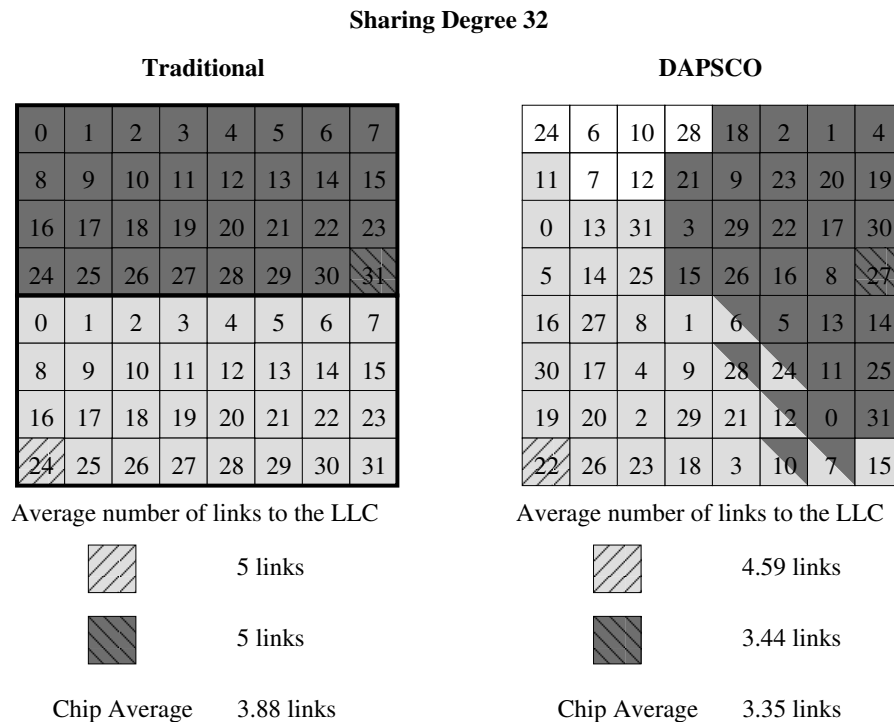 Sharing Degree 32
Traditional
DAPSCO
0 1 2 3 4 5 6 7
8 9 10 11 12 13 14 15
16 17 18 19 20 21 22 23
24 25 26 27 28 29 30 31
0 1 2 3 4 5 6 7
8 9 10 11 12 13 14 15
16 17 18 19 20 21 22 23
24 25 26 27 28 29 30 31
Average number of links to the LLC
5 links
5 links
Chip Average 3.88 links
24 6 10 28 18 2 1 4
11 7 12 21 9 23 20 19
0 13 31 3 29 22 17 30
5 14 25 15 26 16 8 27
16 27 8 1 6 5 13 14
30 17 4 9 28 24 11 25
19 20 2 29 21 12 0 31
22 26 23 18 3 10 7 15
Average number of links to the LLC
4.59 links
3.44 links
Chip Average 3.35 links